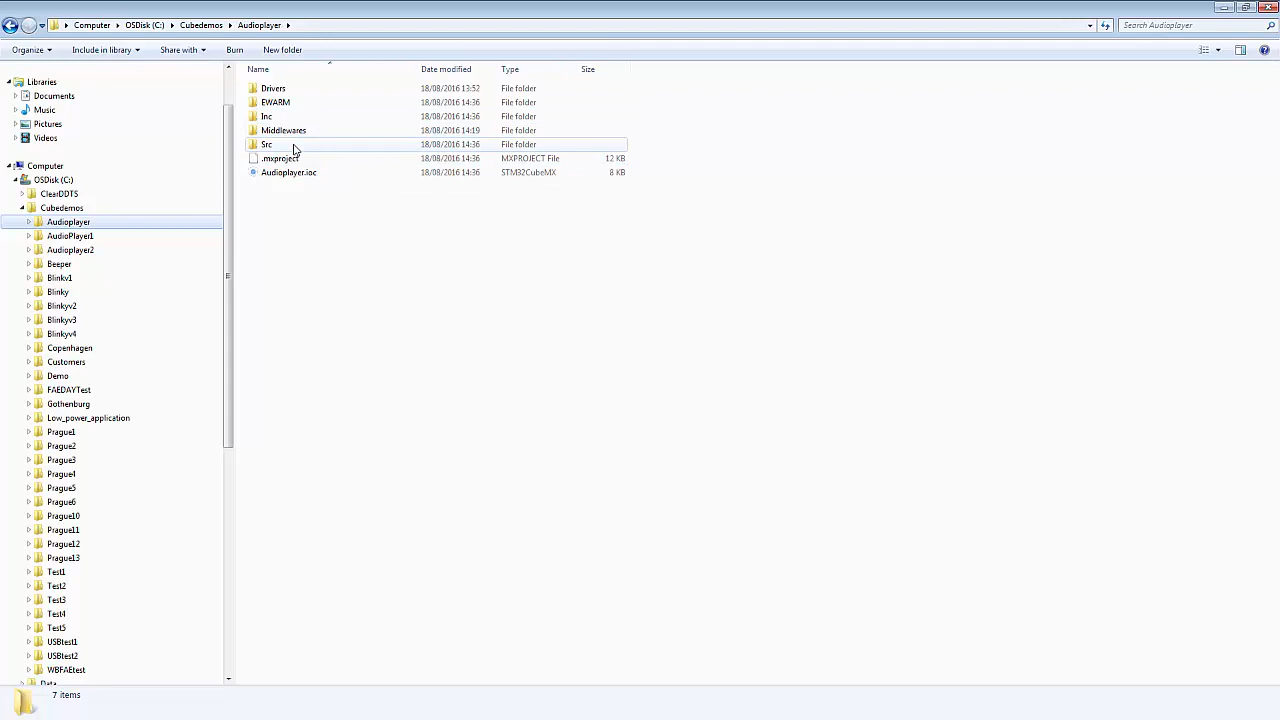 Computer OSDisk (C:) Cubedemos Audioplayer Search Audioplayer
Organize Include in library Share with Burn New folder
Name Date modified Type Size
Libraries
Documents
Music
Pictures
Videos
Computer
OSDisk (C:)
ClearDDTS
Cubedemos
Audioplayer
AudioPlayer1
Audioplayer2
Beeper
Blinkv1
Blinky
Blinkyv2
Blinkyv3
Blinkyv4
Copenhagen
Customers
Demo
FAEDAYTest
Gothenburg
Low_power_application
Prague1
Prague2
Prague3
Prague4
Prague5
Prague6
Prague10
Prague11
Prague12
Prague13
Test1
Test2
Test3
Test4
Test5
USBtest1
USBtest2
WBFAEtest
Data
Drivers 18/08/2016 13:52 File folder
EWARM 18/08/2016 14:36 File folder
Inc 18/08/2016 14:36 File folder
Middlewares 18/08/2016 14:19 File folder
Src 18/08/2016 14:36 File folder
.mxproject 18/08/2016 14:36 MXPROJECT File 12 KB
Audioplayer.ioc 18/08/2016 14:36 STM32CubeMX 8 KB
7 items